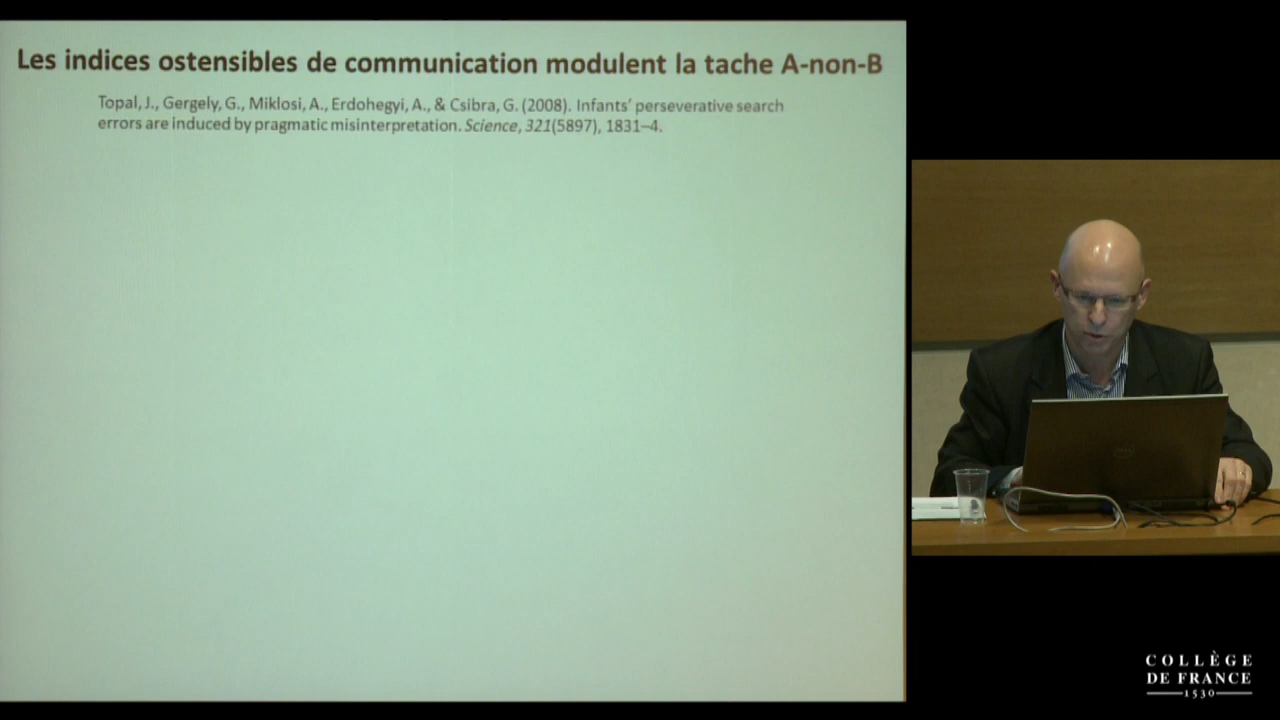 Les indices ostensibles de communication modulent la tache A-non-B
Topal, J., Gergely, G., Miklosi, A., Erdohegyi, A., & Csibra, G. (2008). Infants' perseverative search
errors are induced by pragmatic misinterpretation. Science, 321(5897), 1831–4.
COLLÈGE
DE FRANCE
1530